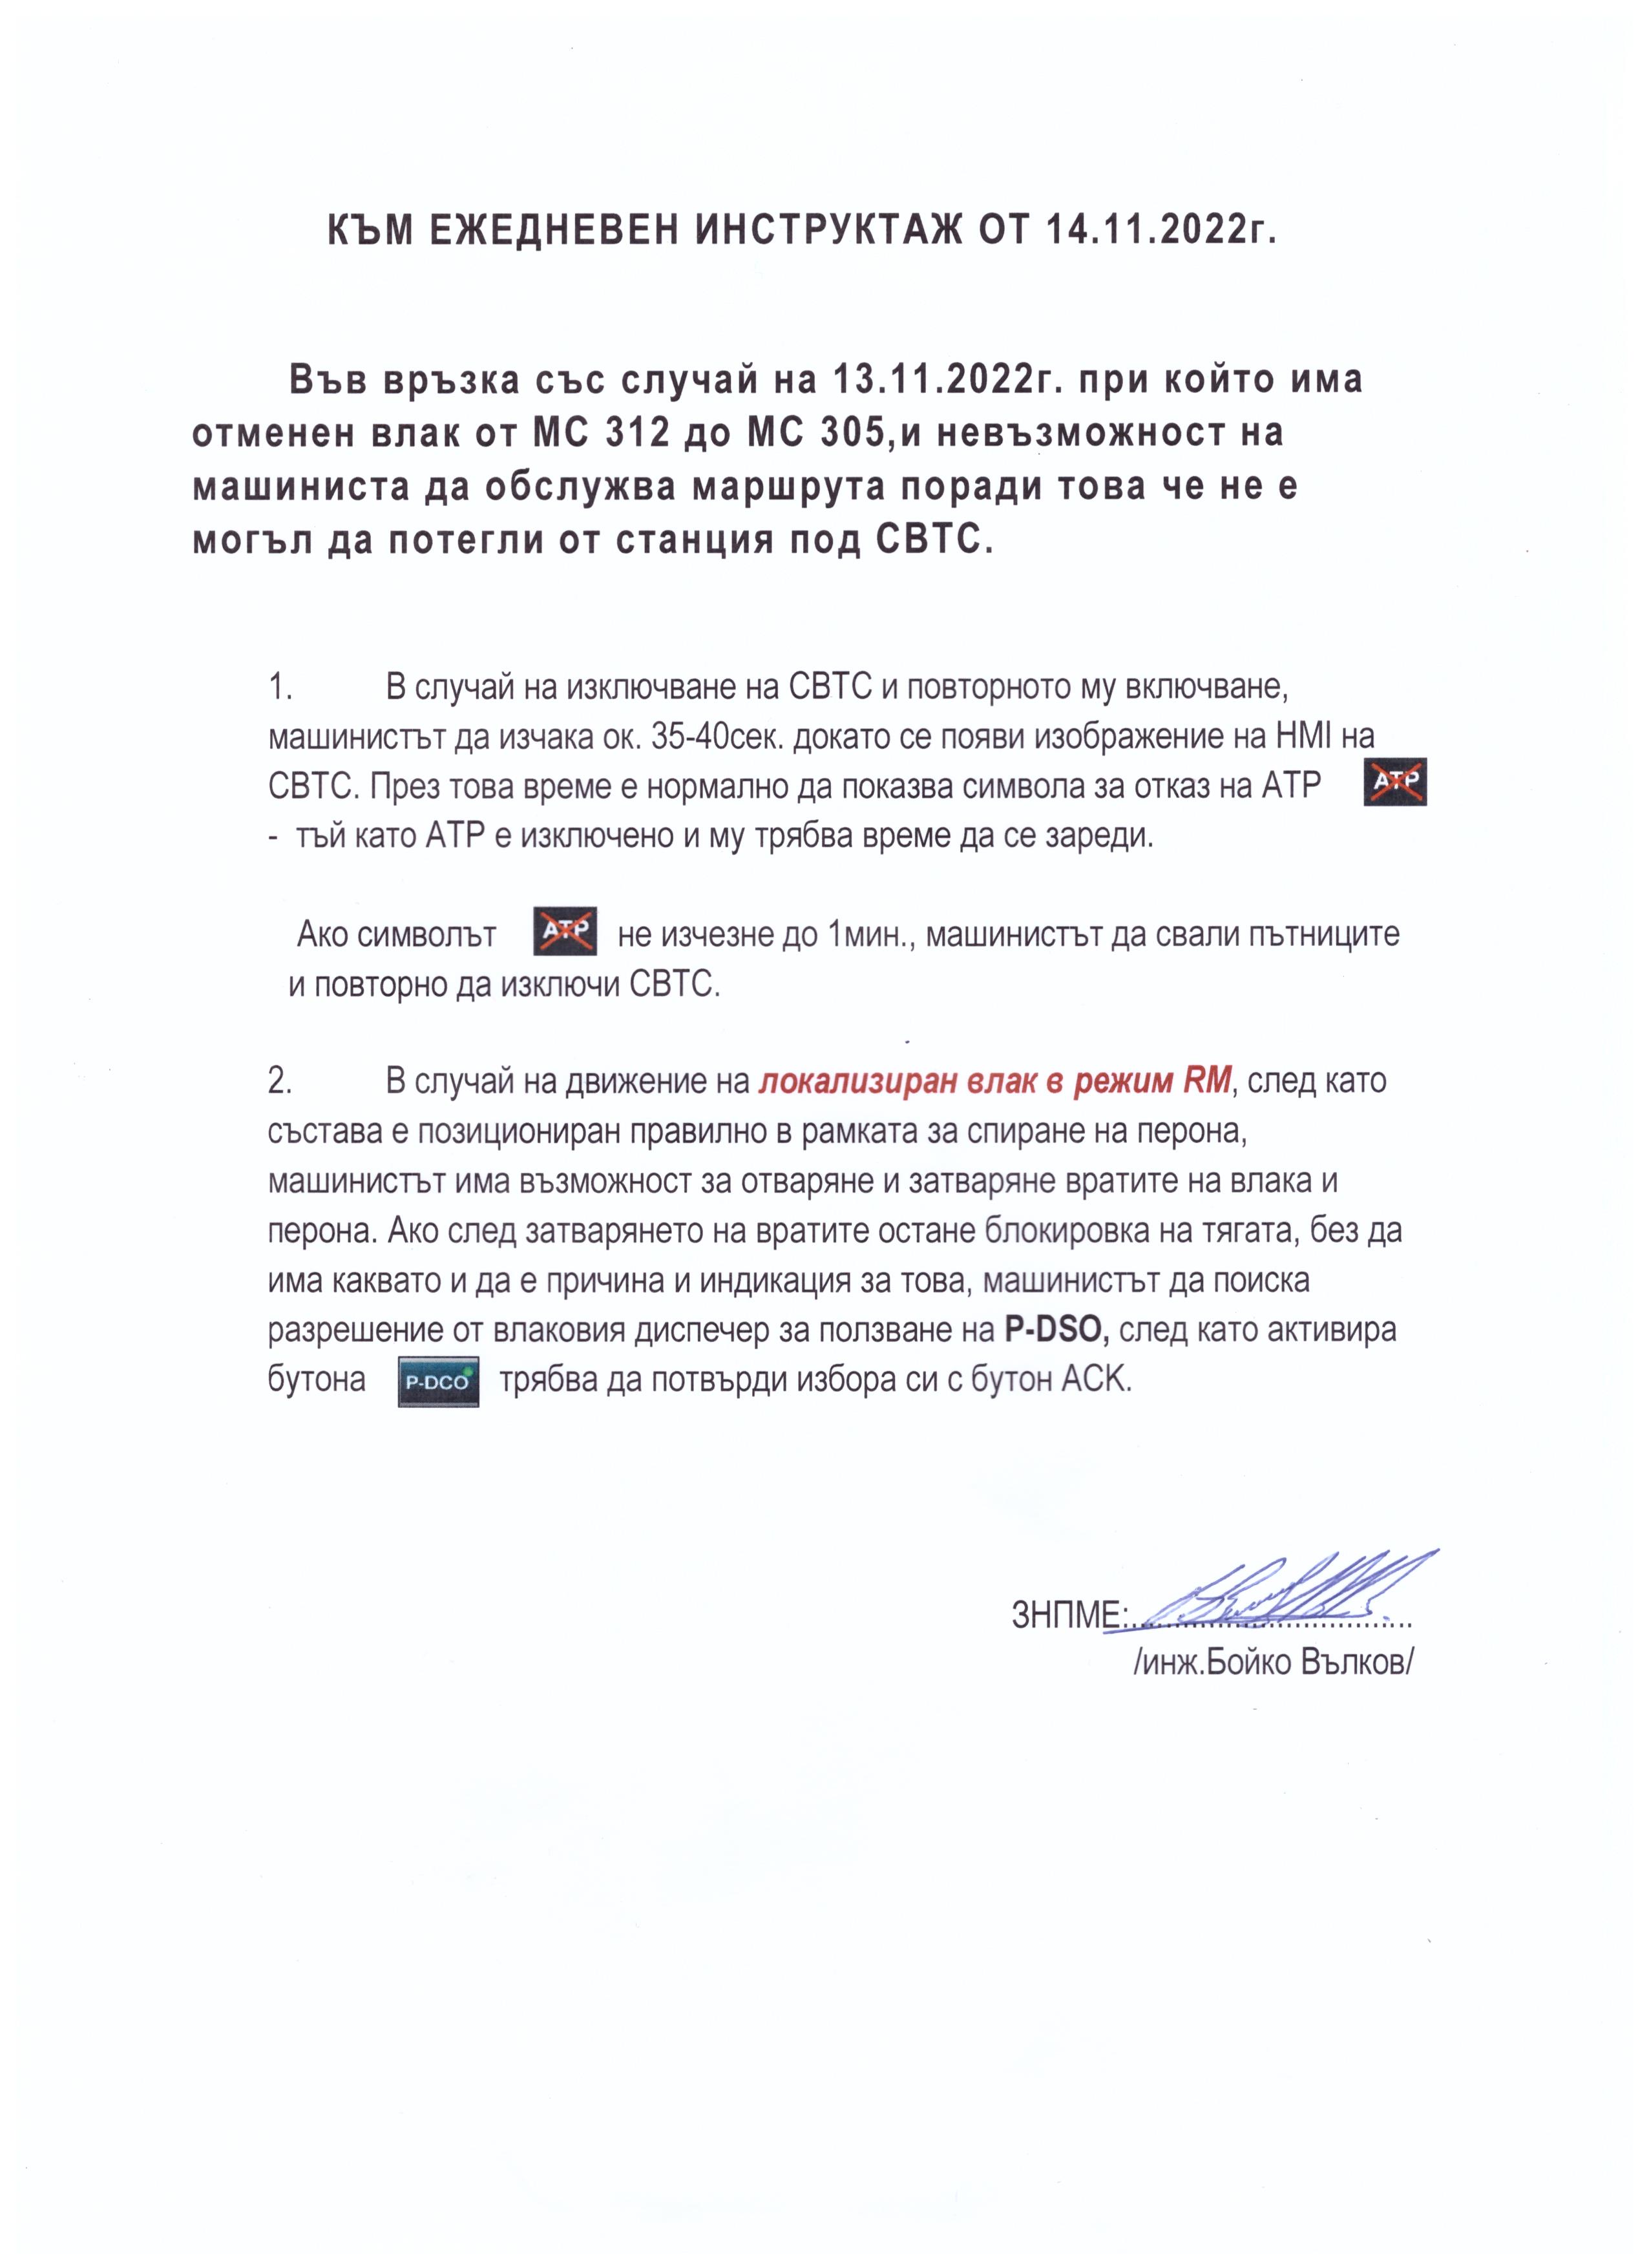 КЪМ ЕЖЕДНЕВЕН ИНСТРУКТАЖ ОТ 14.11.2022г.
Във връзка със случай на 13.11.2022г. при който има
отменен влак от МС 312 до МС 305,и невъзможност на
машиниста да обслужва маршрута поради това че не е
могъл да потегли от станция под СВТС.
1. В случай на изключване на СВТС и повторното му включване,
машинистът да изчака ок. 35-40сек. докато се появи изображение на HMI на
СВТС. През това време е нормално да показва символа за отказ на АТР ATP
- тъй като АТР е изключено и му трябва време да се зареди.
Ако символът ATP не изчезне до 1мин., машинистът да свали пътниците
и повторно да изключи СВТС.
2. В случай на движение на локализиран влак в режим RM, след като
състава е позициониран правилно в рамката за спиране на перона,
машинистът има възможност за отваряне и затваряне вратите на влака и
перона. Ако след затварянето на вратите остане блокировка на тягата, без да
има каквато и да е причина и индикация за това, машинистът да поиска
разрешение от влаковия диспечер за ползване на P-DSO, след като активира
бутона P-DCO трябва да потвърди избора си с бутон ACK.
ЗНПМЕ:....................................
/инж.Бойко Вълков/